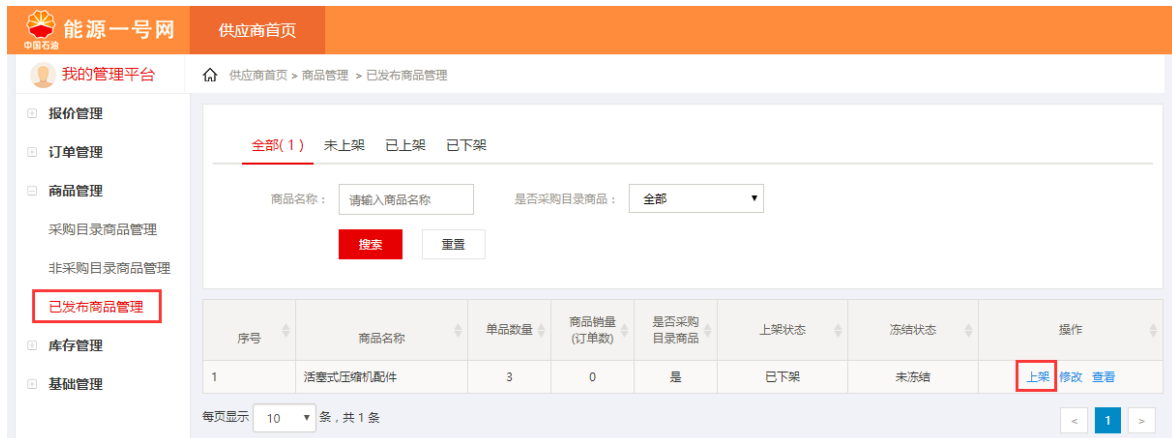 能源一号网
中国石油
供应商首页
我的管理平台
供应商首页 > 商品管理 > 已发布商品管理
报价管理
订单管理
商品管理
采购目录商品管理
非采购目录商品管理
已发布商品管理
库存管理
基础管理
全部( 1 ) 未上架 已上架 已下架
商品名称： 请输入商品名称 是否采购目录商品： 全部
搜索 重置
序号 商品名称 单品数量 商品销量(订单数) 是否采购目录商品 上架状态 冻结状态 操作
1 活塞式压缩机配件 3 0 是 已下架 未冻结 上架 修改 查看
每页显示 10 条，共 1 条 < 1 >